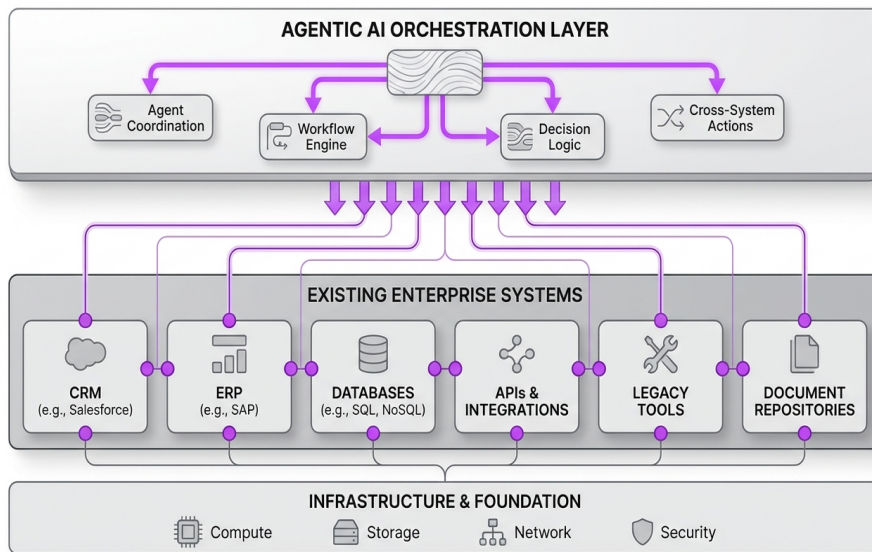 AGENTIC AI ORCHESTRATION LAYER
Agent
Coordination
Workflow
Engine
Decision
Logic
Cross-System
Actions
EXISTING ENTERPRISE SYSTEMS
CRM
(e.g., Salesforce)
ERP
(e.g., SAP)
DATABASES
(e.g., SQL, NoSQL)
APIs &
INTEGRATIONS
LEGACY
TOOLS
DOCUMENT
REPOSITORIES
INFRASTRUCTURE & FOUNDATION
Compute
Storage
Network
Security